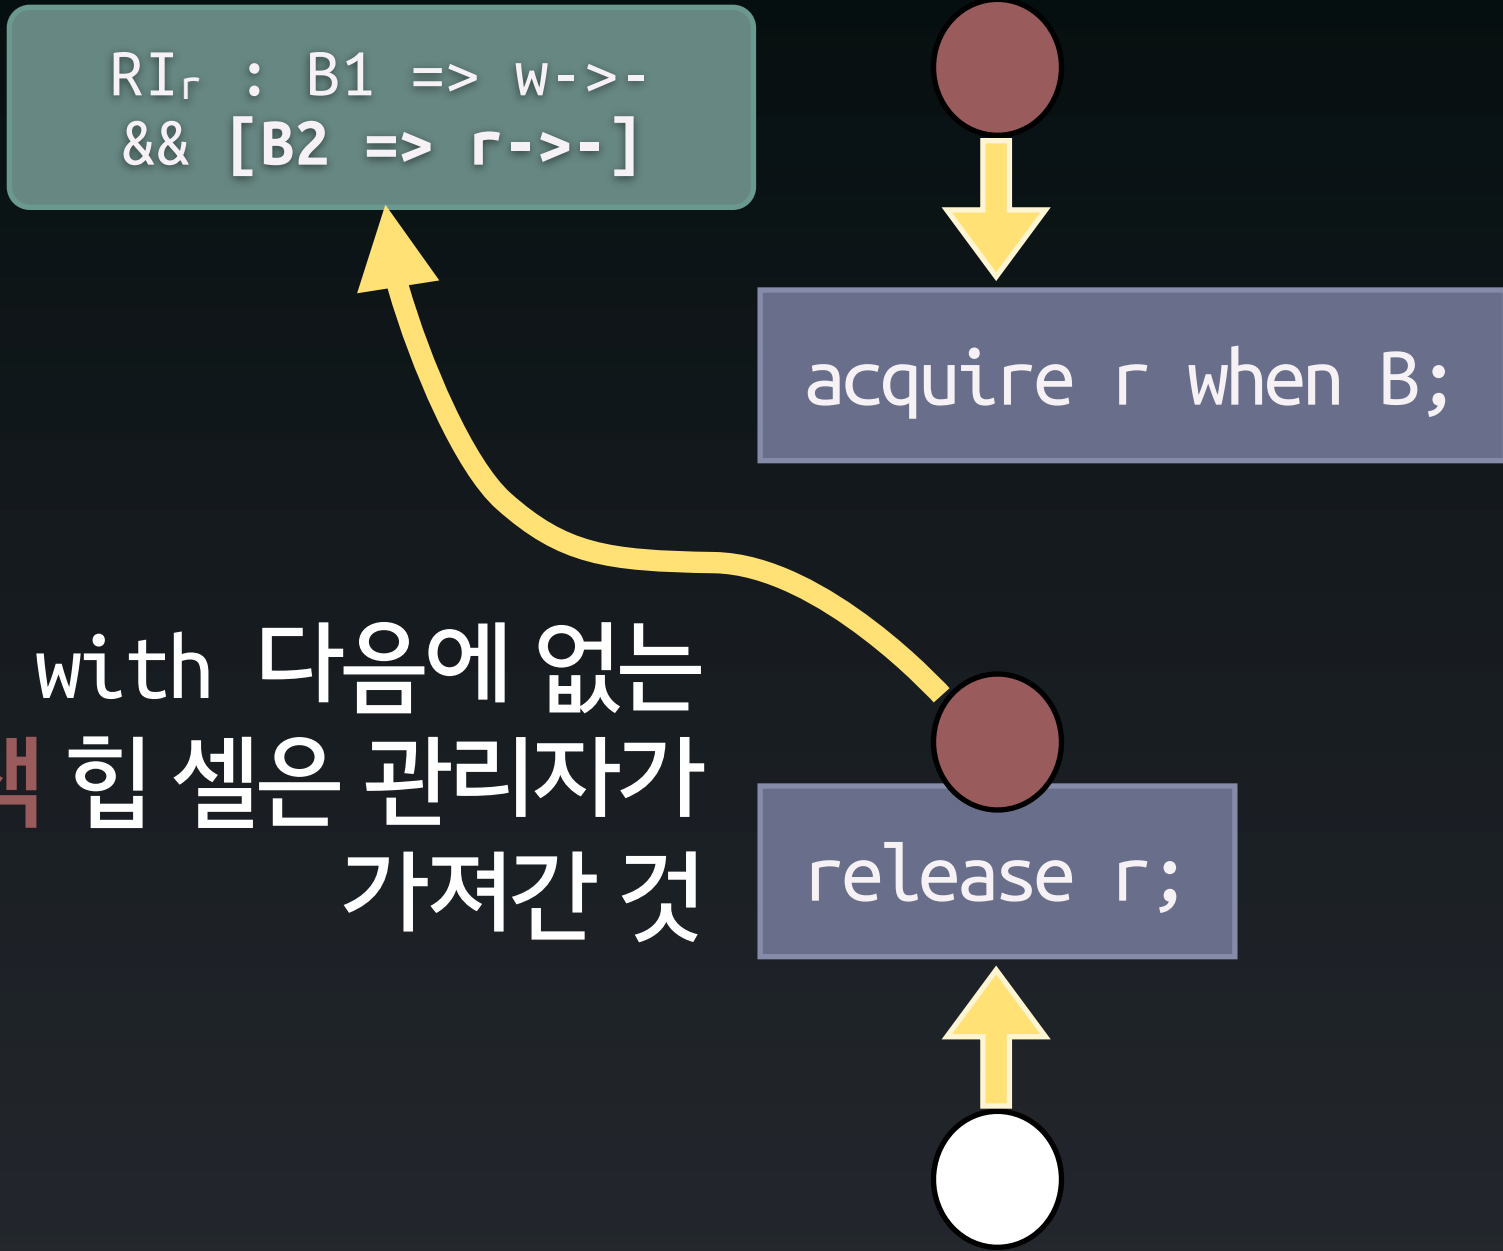 RIᵣ : B1 => w->-
&& [B2 => r->-]
acquire r when B;
with 다음에 없는
힙 셀은 관리자가
가져간 것
release r;